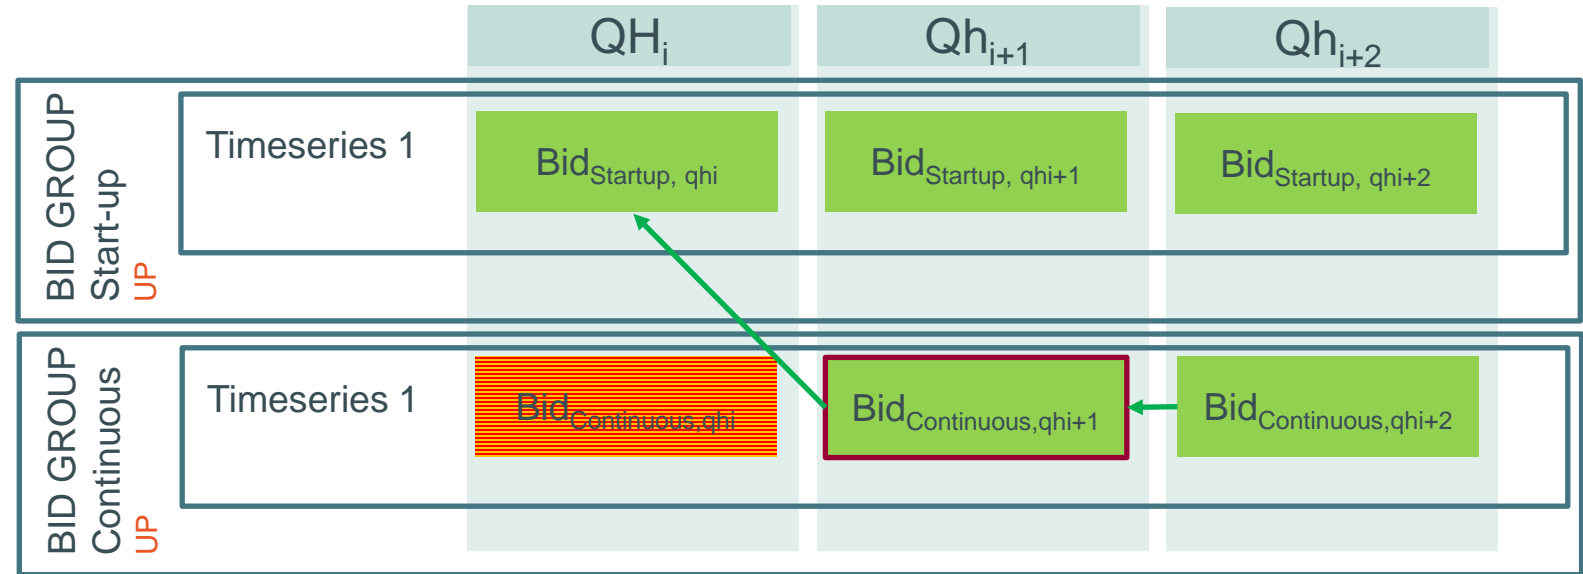 QHi
Qhi+1
Qhi+2
BID GROUP
Start-up
UP
Timeseries 1
BidStartup, qhi
BidStartup, qhi+1
BidStartup, qhi+2
BID GROUP
Continuous
UP
Timeseries 1
BidContinuous,qhi
BidContinuous,qhi+1
BidContinuous,qhi+2